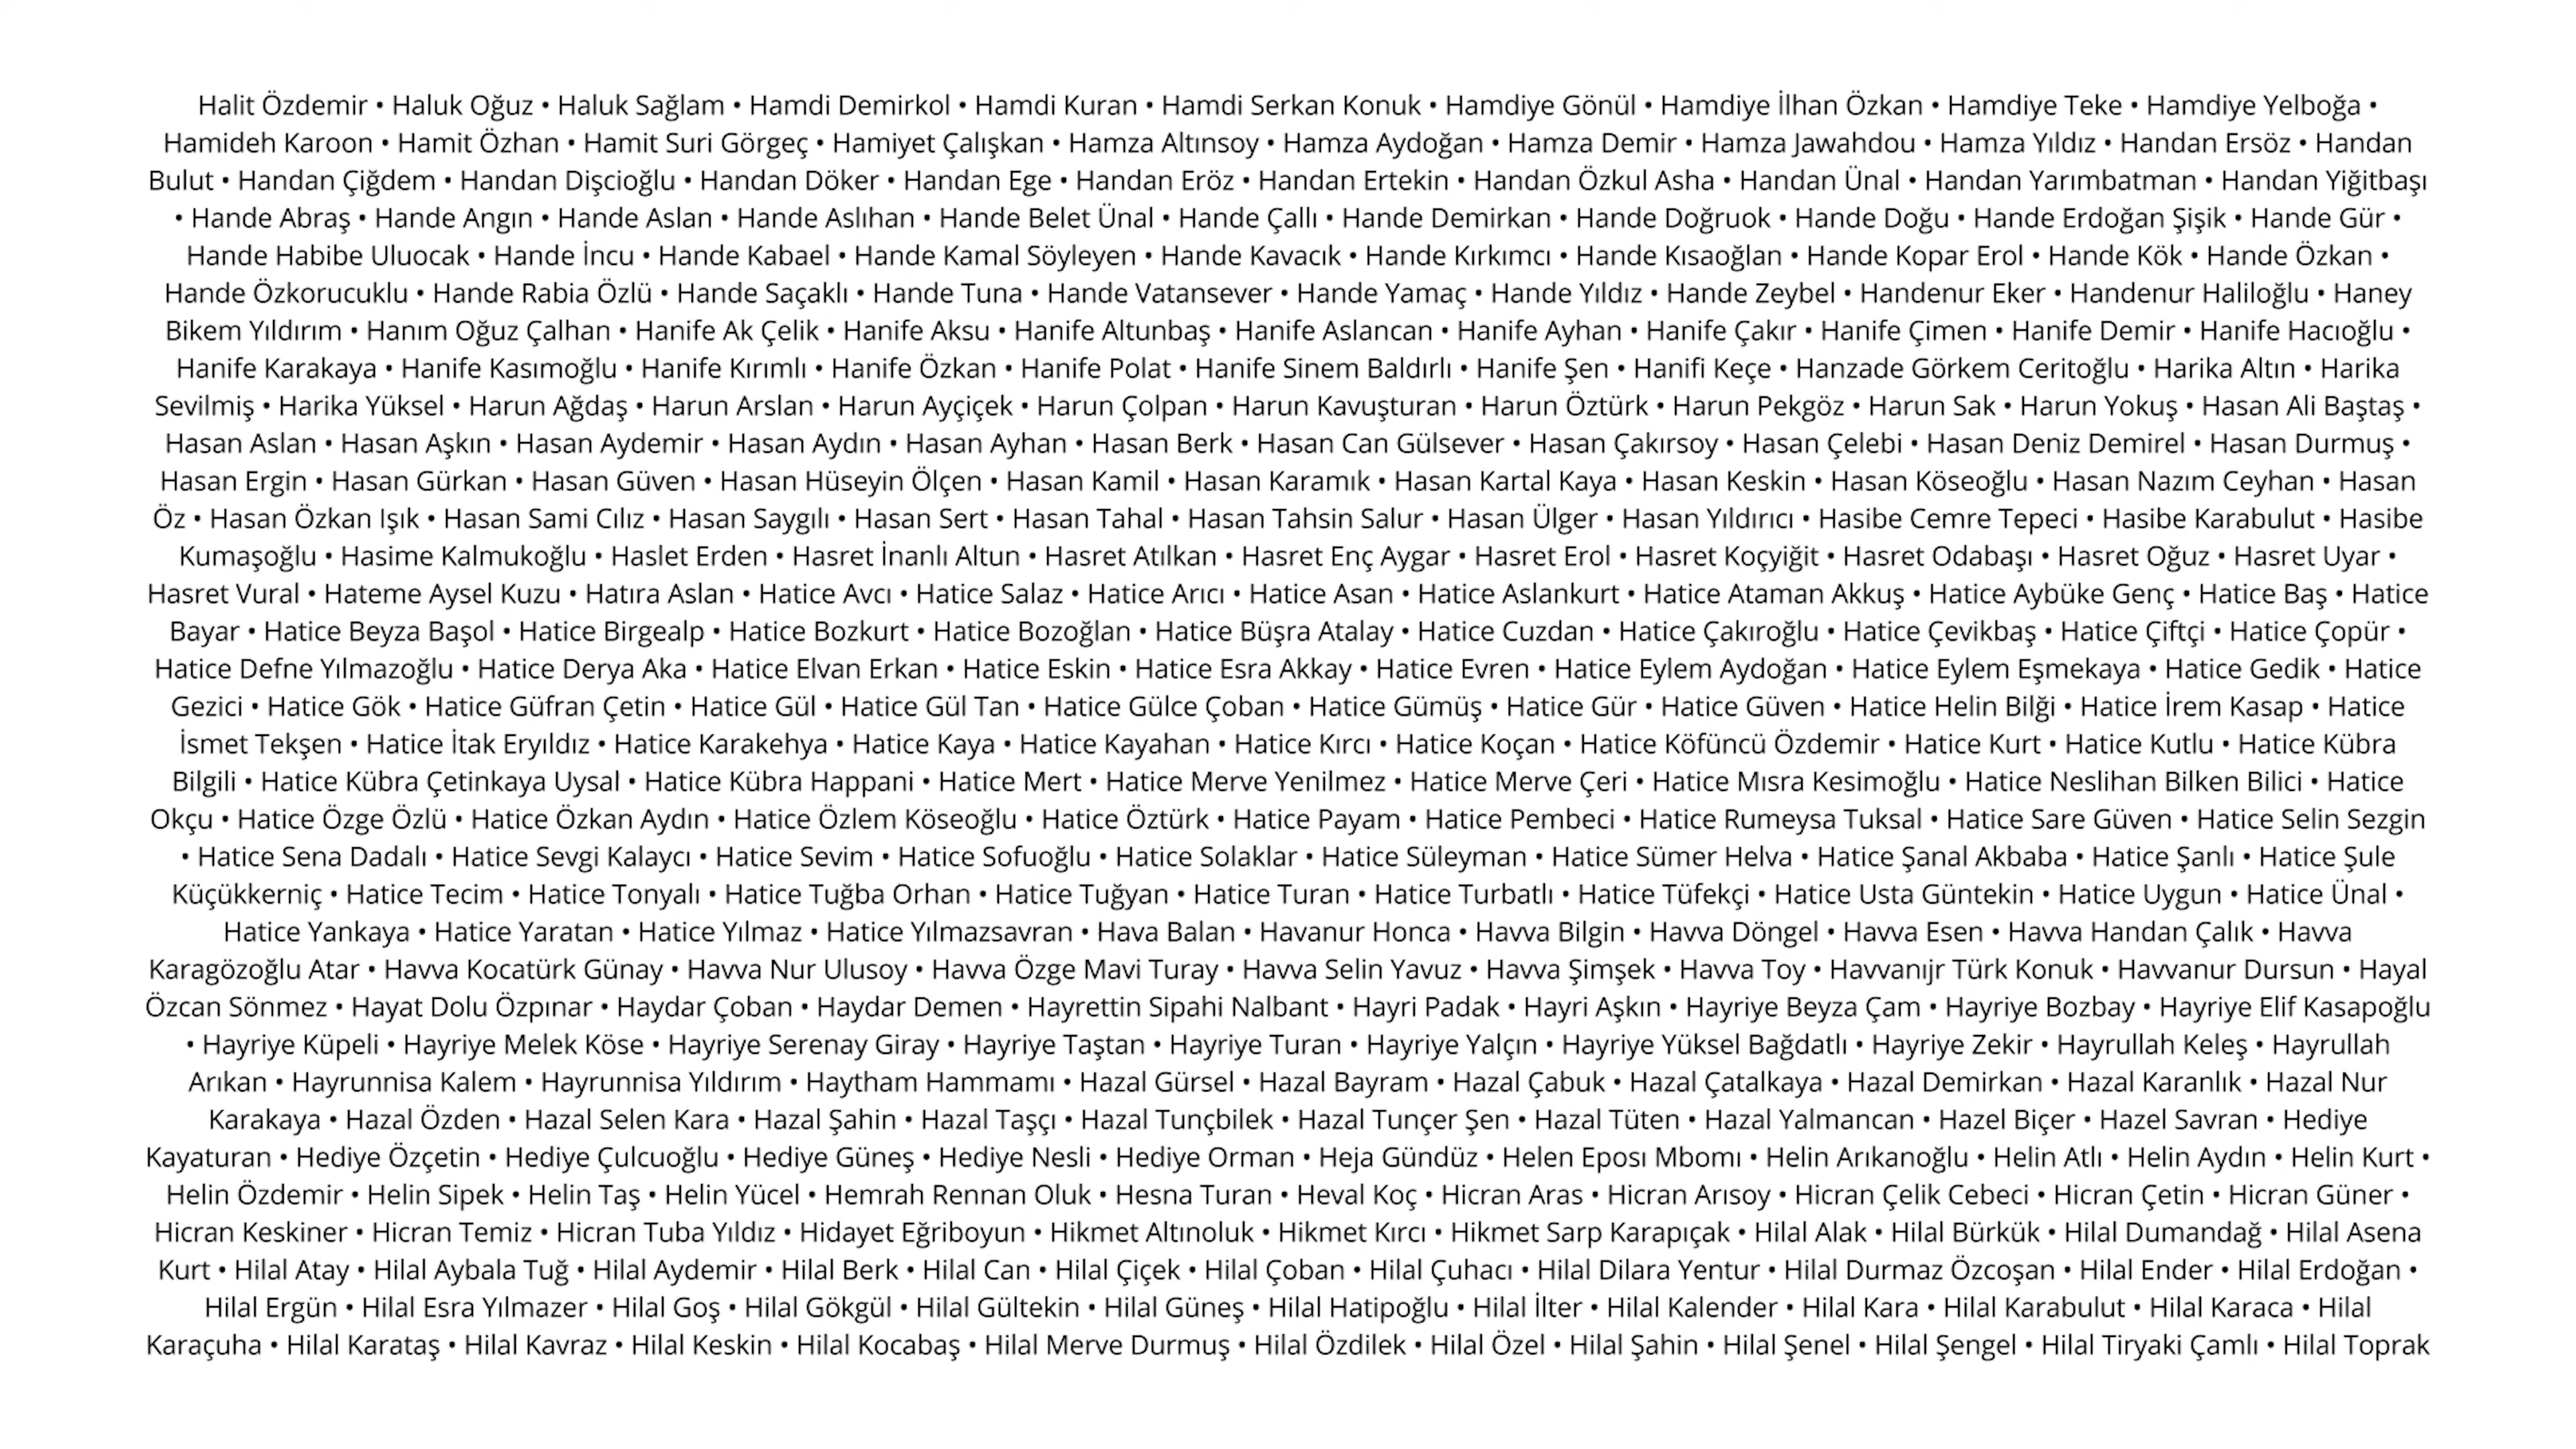 Halit Özdemir • Haluk Oğuz • Haluk Sağlam • Hamdi Demirkol • Hamdi Kuran • Hamdi Serkan Konuk • Hamdiye Gönül • Hamdiye İlhan Özkan • Hamdiye Teke • Hamdiye Yelboğa •
Hamideh Karoon • Hamit Özhan • Hamit Suri Görgeç • Hamiyet Çalışkan • Hamza Altınsoy • Hamza Aydoğan • Hamza Demir • Hamza Jawahdou • Hamza Yıldız • Handan Ersöz • Handan
Bulut • Handan Çiğdem • Handan Dişcioğlu • Handan Döker • Handan Ege • Handan Eröz • Handan Ertekin • Handan Özkul Asha • Handan Ünal • Handan Yarımbatman • Handan Yiğitbaşı
• Hande Abraş • Hande Angın • Hande Aslan • Hande Aslıhan • Hande Belet Ünal • Hande Çallı • Hande Demirkan • Hande Doğruok • Hande Doğu • Hande Erdoğan Şişik • Hande Gür •
Hande Habibe Uluocak • Hande İncu • Hande Kabael • Hande Kamal Söyleyen • Hande Kavacık • Hande Kırkımcı • Hande Kısaoğlan • Hande Kopar Erol • Hande Kök • Hande Özkan •
Hande Özkorucuklu • Hande Rabia Özlü • Hande Saçaklı • Hande Tuna • Hande Vatansever • Hande Yamaç • Hande Yıldız • Hande Zeybel • Handenur Eker • Handenur Haliloğlu • Haney
Bikem Yıldırım • Hanım Oğuz Çalhan • Hanife Ak Çelik • Hanife Aksu • Hanife Altunbaş • Hanife Aslancan • Hanife Ayhan • Hanife Çakır • Hanife Çimen • Hanife Demir • Hanife Hacıoğlu •
Hanife Karakaya • Hanife Kasımoğlu • Hanife Kırımlı • Hanife Özkan • Hanife Polat • Hanife Sinem Baldırlı • Hanife Şen • Hanifi Keçe • Hanzade Görkem Ceritoğlu • Harika Altın • Harika
Sevilmiş • Harika Yüksel • Harun Ağdaş • Harun Arslan • Harun Ayçiçek • Harun Çolpan • Harun Kavuşturan • Harun Öztürk • Harun Pekgöz • Harun Sak • Harun Yokuş • Hasan Ali Baştaş •
Hasan Aslan • Hasan Aşkın • Hasan Aydemir • Hasan Aydın • Hasan Ayhan • Hasan Berk • Hasan Can Gülsever • Hasan Çakırsoy • Hasan Çelebi • Hasan Deniz Demirel • Hasan Durmuş •
Hasan Ergin • Hasan Gürkan • Hasan Güven • Hasan Hüseyin Ölçen • Hasan Kamil • Hasan Karamık • Hasan Kartal Kaya • Hasan Keskin • Hasan Köseoğlu • Hasan Nazım Ceyhan • Hasan
Öz • Hasan Özkan Işık • Hasan Sami Cılız • Hasan Saygılı • Hasan Sert • Hasan Tahal • Hasan Tahsin Salur • Hasan Ülger • Hasan Yıldırıcı • Hasibe Cemre Tepeci • Hasibe Karabulut • Hasibe
Kumaşoğlu • Hasime Kalmukoğlu • Haslet Erden • Hasret İnanlı Altun • Hasret Atılkan • Hasret Enç Aygar • Hasret Erol • Hasret Koçyiğit • Hasret Odabaşı • Hasret Oğuz • Hasret Uyar •
Hasret Vural • Hateme Aysel Kuzu • Hatıra Aslan • Hatice Avcı • Hatice Salaz • Hatice Arıcı • Hatice Asan • Hatice Aslankurt • Hatice Ataman Akkuş • Hatice Aybüke Genç • Hatice Baş • Hatice
Bayar • Hatice Beyza Başol • Hatice Birgealp • Hatice Bozkurt • Hatice Bozoğlan • Hatice Büşra Atalay • Hatice Cuzdan • Hatice Çakıroğlu • Hatice Çevikbaş • Hatice Çiftçi • Hatice Çopür •
Hatice Defne Yılmazoğlu • Hatice Derya Aka • Hatice Elvan Erkan • Hatice Eskin • Hatice Esra Akkay • Hatice Evren • Hatice Eylem Aydoğan • Hatice Eylem Eşmekaya • Hatice Gedik • Hatice
Gezici • Hatice Gök • Hatice Güfran Çetin • Hatice Gül • Hatice Gül Tan • Hatice Gülce Çoban • Hatice Gümüş • Hatice Gür • Hatice Güven • Hatice Helin Bilği • Hatice İrem Kasap • Hatice
İsmet Tekşen • Hatice İtak Eryıldız • Hatice Karakehya • Hatice Kaya • Hatice Kayahan • Hatice Kırcı • Hatice Koçan • Hatice Köfüncü Özdemir • Hatice Kurt • Hatice Kutlu • Hatice Kübra
Bilgili • Hatice Kübra Çetinkaya Uysal • Hatice Kübra Happani • Hatice Mert • Hatice Merve Yenilmez • Hatice Merve Çeri • Hatice Mısra Kesimoğlu • Hatice Neslihan Bilken Bilici • Hatice
Okçu • Hatice Özge Özlü • Hatice Özkan Aydın • Hatice Özlem Köseoğlu • Hatice Öztürk • Hatice Payam • Hatice Pembeci • Hatice Rumeysa Tuksal • Hatice Sare Güven • Hatice Selin Sezgin
• Hatice Sena Dadalı • Hatice Sevgi Kalaycı • Hatice Sevim • Hatice Sofuoğlu • Hatice Solaklar • Hatice Süleyman • Hatice Sümer Helva • Hatice Şanal Akbaba • Hatice Şanlı • Hatice Şule
Küçükkerniç • Hatice Tecim • Hatice Tonyalı • Hatice Tuğba Orhan • Hatice Tuğyan • Hatice Turan • Hatice Turbatlı • Hatice Tüfekçi • Hatice Usta Güntekin • Hatice Uygun • Hatice Ünal •
Hatice Yankaya • Hatice Yaratan • Hatice Yılmaz • Hatice Yılmazsavran • Hava Balan • Havanur Honca • Havva Bilgin • Havva Döngel • Havva Esen • Havva Handan Çalık • Havva
Karagözoğlu Atar • Havva Kocatürk Günay • Havva Nur Ulusoy • Havva Özge Mavi Turay • Havva Selin Yavuz • Havva Şimşek • Havva Toy • Havvanıjr Türk Konuk • Havvanur Dursun • Hayal
Özcan Sönmez • Hayat Dolu Özpınar • Haydar Çoban • Haydar Demen • Hayrettin Sipahi Nalbant • Hayri Padak • Hayri Aşkın • Hayriye Beyza Çam • Hayriye Bozbay • Hayriye Elif Kasapoğlu
• Hayriye Küpeli • Hayriye Melek Köse • Hayriye Serenay Giray • Hayriye Taştan • Hayriye Turan • Hayriye Yalçın • Hayriye Yüksel Bağdatlı • Hayriye Zekir • Hayrullah Keleş • Hayrullah
Arıkan • Hayrunnisa Kalem • Hayrunnisa Yıldırım • Haytham Hammamı • Hazal Gürsel • Hazal Bayram • Hazal Çabuk • Hazal Çatalkaya • Hazal Demirkan • Hazal Karanlık • Hazal Nur
Karakaya • Hazal Özden • Hazal Selen Kara • Hazal Şahin • Hazal Taşçı • Hazal Tunçbilek • Hazal Tunçer Şen • Hazal Tüten • Hazal Yalmancan • Hazel Biçer • Hazel Savran • Hediye
Kayaturan • Hediye Özçetin • Hediye Çulcuoğlu • Hediye Güneş • Hediye Nesli • Hediye Orman • Heja Gündüz • Helen Eposı Mbomı • Helin Arıkanoğlu • Helin Atlı • Helin Aydın • Helin Kurt •
Helin Özdemir • Helin Sipek • Helin Taş • Helin Yücel • Hemrah Rennan Oluk • Hesna Turan • Heval Koç • Hicran Aras • Hicran Arısoy • Hicran Çelik Cebeci • Hicran Çetin • Hicran Güner •
Hicran Keskiner • Hicran Temiz • Hicran Tuba Yıldız • Hidayet Eğriboyun • Hikmet Altınoluk • Hikmet Kırcı • Hikmet Sarp Karapıçak • Hilal Alak • Hilal Bürkük • Hilal Dumandağ • Hilal Asena
Kurt • Hilal Atay • Hilal Aybala Tuğ • Hilal Aydemir • Hilal Berk • Hilal Can • Hilal Çiçek • Hilal Çoban • Hilal Çuhacı • Hilal Dilara Yentur • Hilal Durmaz Özcoşan • Hilal Ender • Hilal Erdoğan •
Hilal Ergün • Hilal Esra Yılmazer • Hilal Goş • Hilal Gökgül • Hilal Gültekin • Hilal Güneş • Hilal Hatipoğlu • Hilal İlter • Hilal Kalender • Hilal Kara • Hilal Karabulut • Hilal Karaca • Hilal
Karaçuha • Hilal Karataş • Hilal Kavraz • Hilal Keskin • Hilal Kocabaş • Hilal Merve Durmuş • Hilal Özdilek • Hilal Özel • Hilal Şahin • Hilal Şenel • Hilal Şengel • Hilal Tiryaki Çamlı • Hilal Toprak